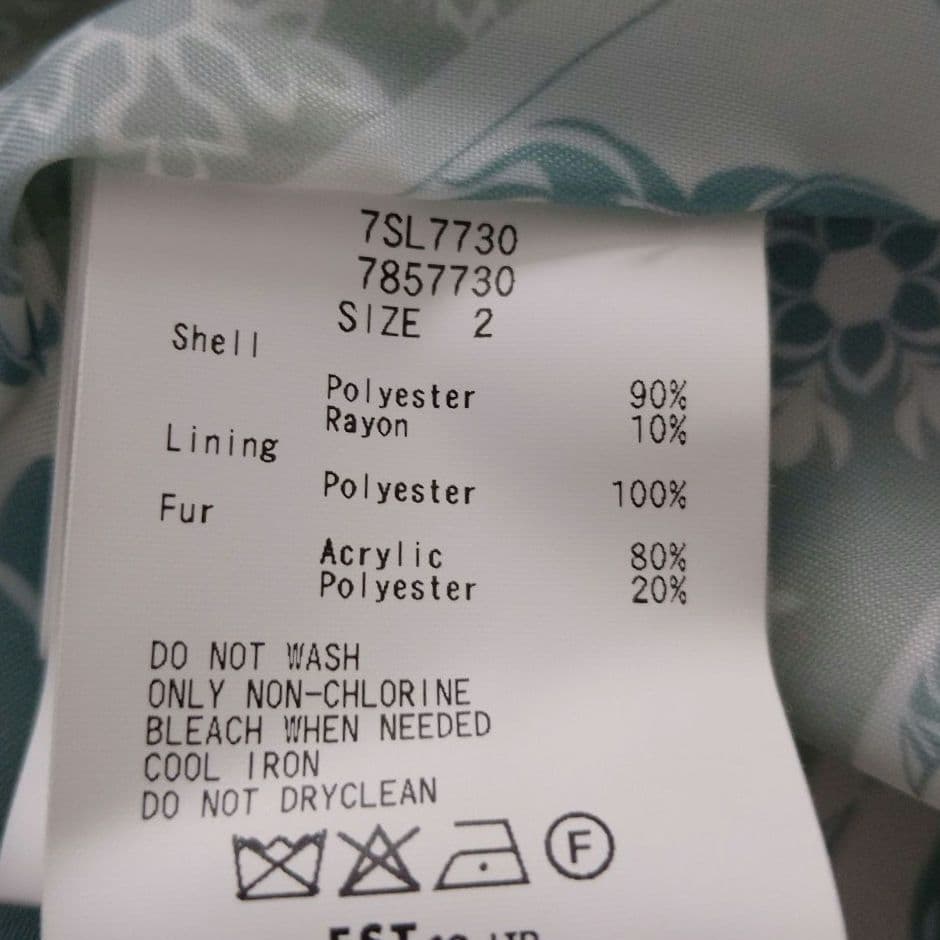 7SL7730
7857730
SIZE 2
Shell
Polyester 90%
Rayon 10%
Lining
Polyester 100%
Fur
Acrylic 80%
Polyester 20%
DO NOT WASH
ONLY NON-CHLORINE
BLEACH WHEN NEEDED
COOL IRON
DO NOT DRYCLEAN
F